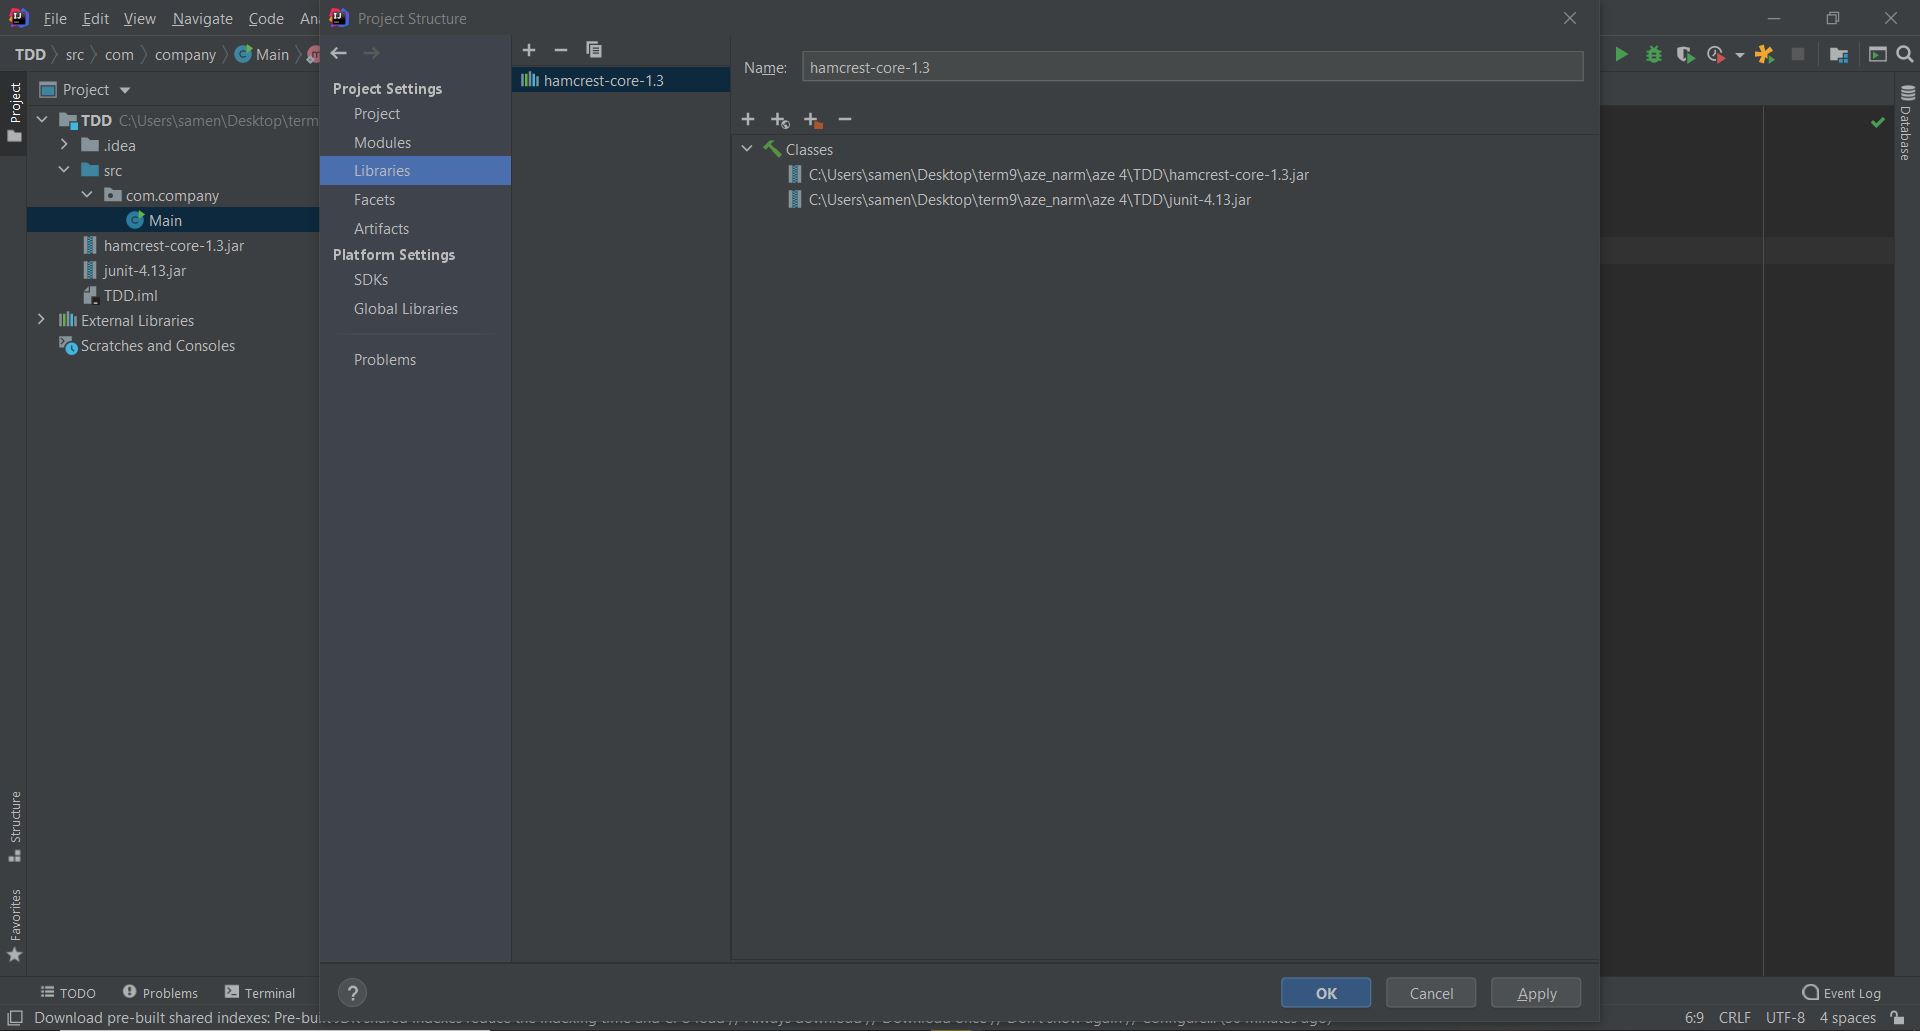 File Edit View Navigate Code
Project Structure
TDD src com company Main
Project
Project
TDD C:\Users\samen\Desktop\term
.idea
src
com.company
Main
hamcrest-core-1.3.jar
junit-4.13.jar
TDD.iml
External Libraries
Scratches and Consoles
Structure
Favorites
Project Settings
Project
Modules
Libraries
Facets
Artifacts
Platform Settings
SDKs
Global Libraries
Problems
hamcrest-core-1.3
Name: hamcrest-core-1.3
Classes
C:\Users\samen\Desktop\term9\aze_narm\aze 4\TDD\hamcrest-core-1.3.jar
C:\Users\samen\Desktop\term9\aze_narm\aze 4\TDD\junit-4.13.jar
Database
? OK Cancel Apply
TODO Problems Terminal Event Log
Download pre-built shared indexes:
6:9 CRLF UTF-8 4 spaces